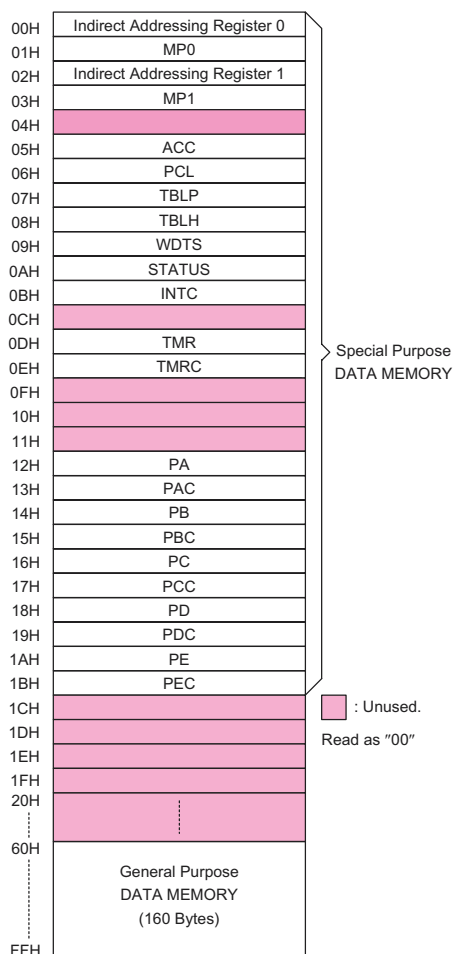 00H Indirect Addressing Register 0
01H MP0
02H Indirect Addressing Register 1
03H MP1
04H
05H ACC
06H PCL
07H TBLP
08H TBLH
09H WDTS
0AH STATUS
0BH INTC
0CH
0DH TMR
0EH TMRC
0FH
10H
11H
12H PA
13H PAC
14H PB
15H PBC
16H PC
17H PCC
18H PD
19H PDC
1AH PE
1BH PEC
1CH
1DH
1EH
1FH
20H
60H
General Purpose
DATA MEMORY
(160 Bytes)
FFH
Special Purpose
DATA MEMORY
: Unused.
Read as "00"